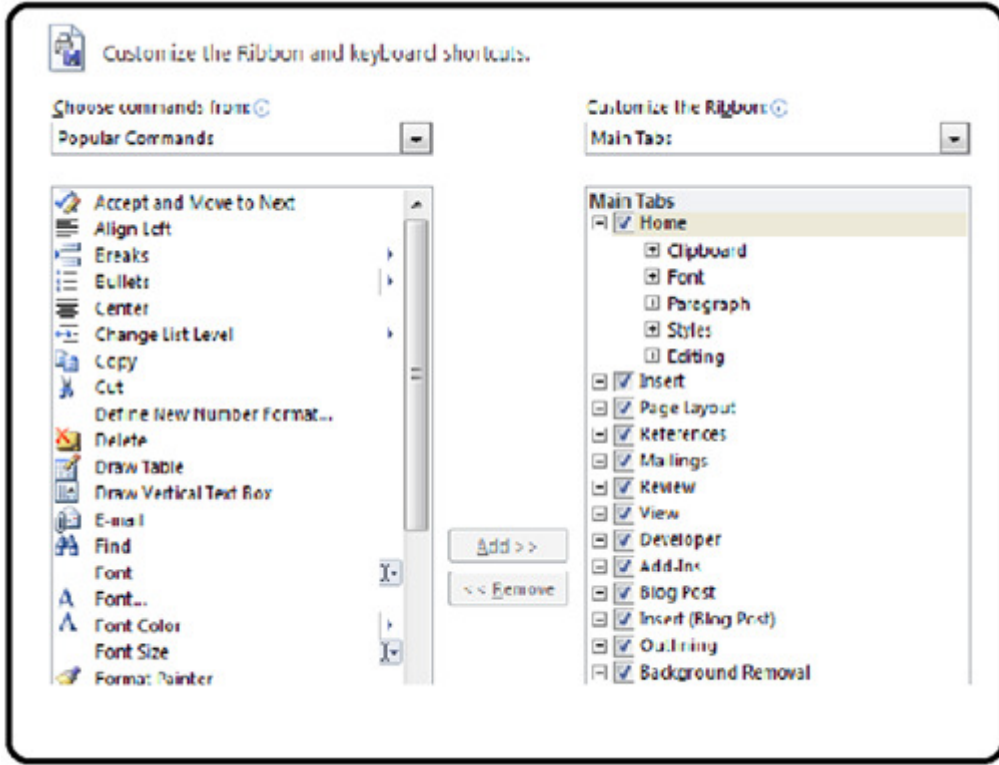 Customize the Ribbon and keyboard shortcuts.
Choose commands from:
Popular Commands
Accept and Move to Next
Align Left
Breaks
Bullets
Center
Change List Level
Copy
Cut
Define New Number Format...
Delete
Draw Table
Draw Vertical Text Box
E-mail
Find
Font
Font...
Font Color
Font Size
Format Painter
Add >>
<< Remove
Customize the Ribbon:
Main Tabs
Main Tabs
Home
Clipboard
Font
Paragraph
Styles
Editing
Insert
Page Layout
References
Mailings
Review
View
Developer
Add-Ins
Blog Post
Insert (Blog Post)
Outlining
Background Removal